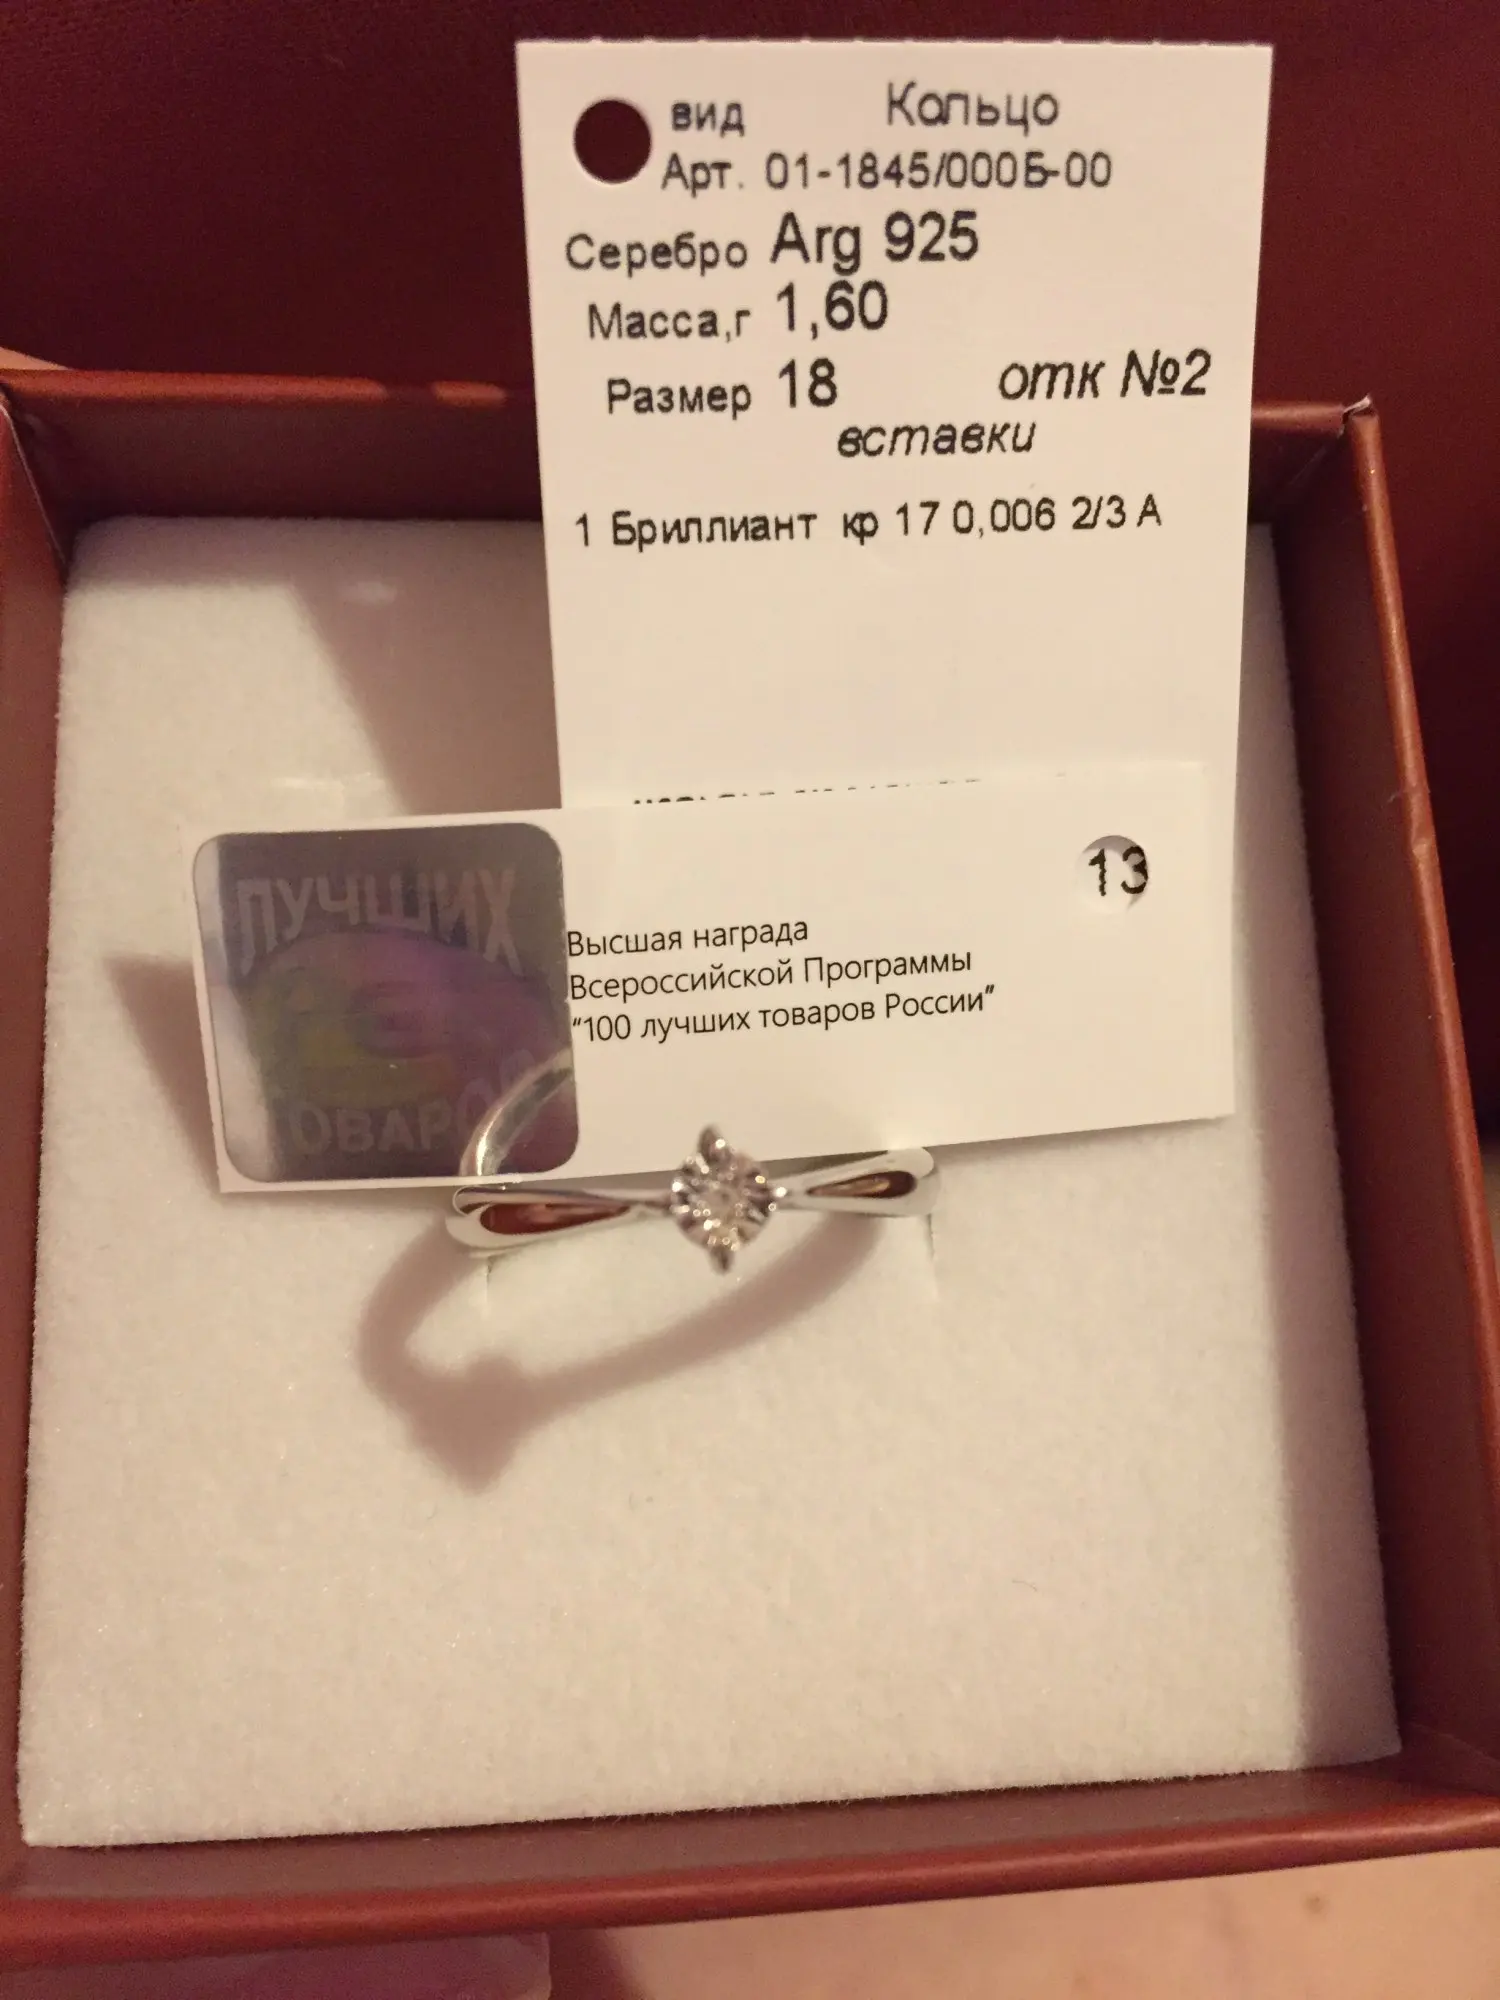 вид Кольцо
Арт. 01-1845/000Б-00
Серебро Arg 925
Масса,г 1,60
Размер 18 отк №2
вставки
1 Бриллиант кр 17 0,006 2/3 А
13
ЛУЧШИХ
Высшая награда
Всероссийской Программы
"100 лучших товаров России"